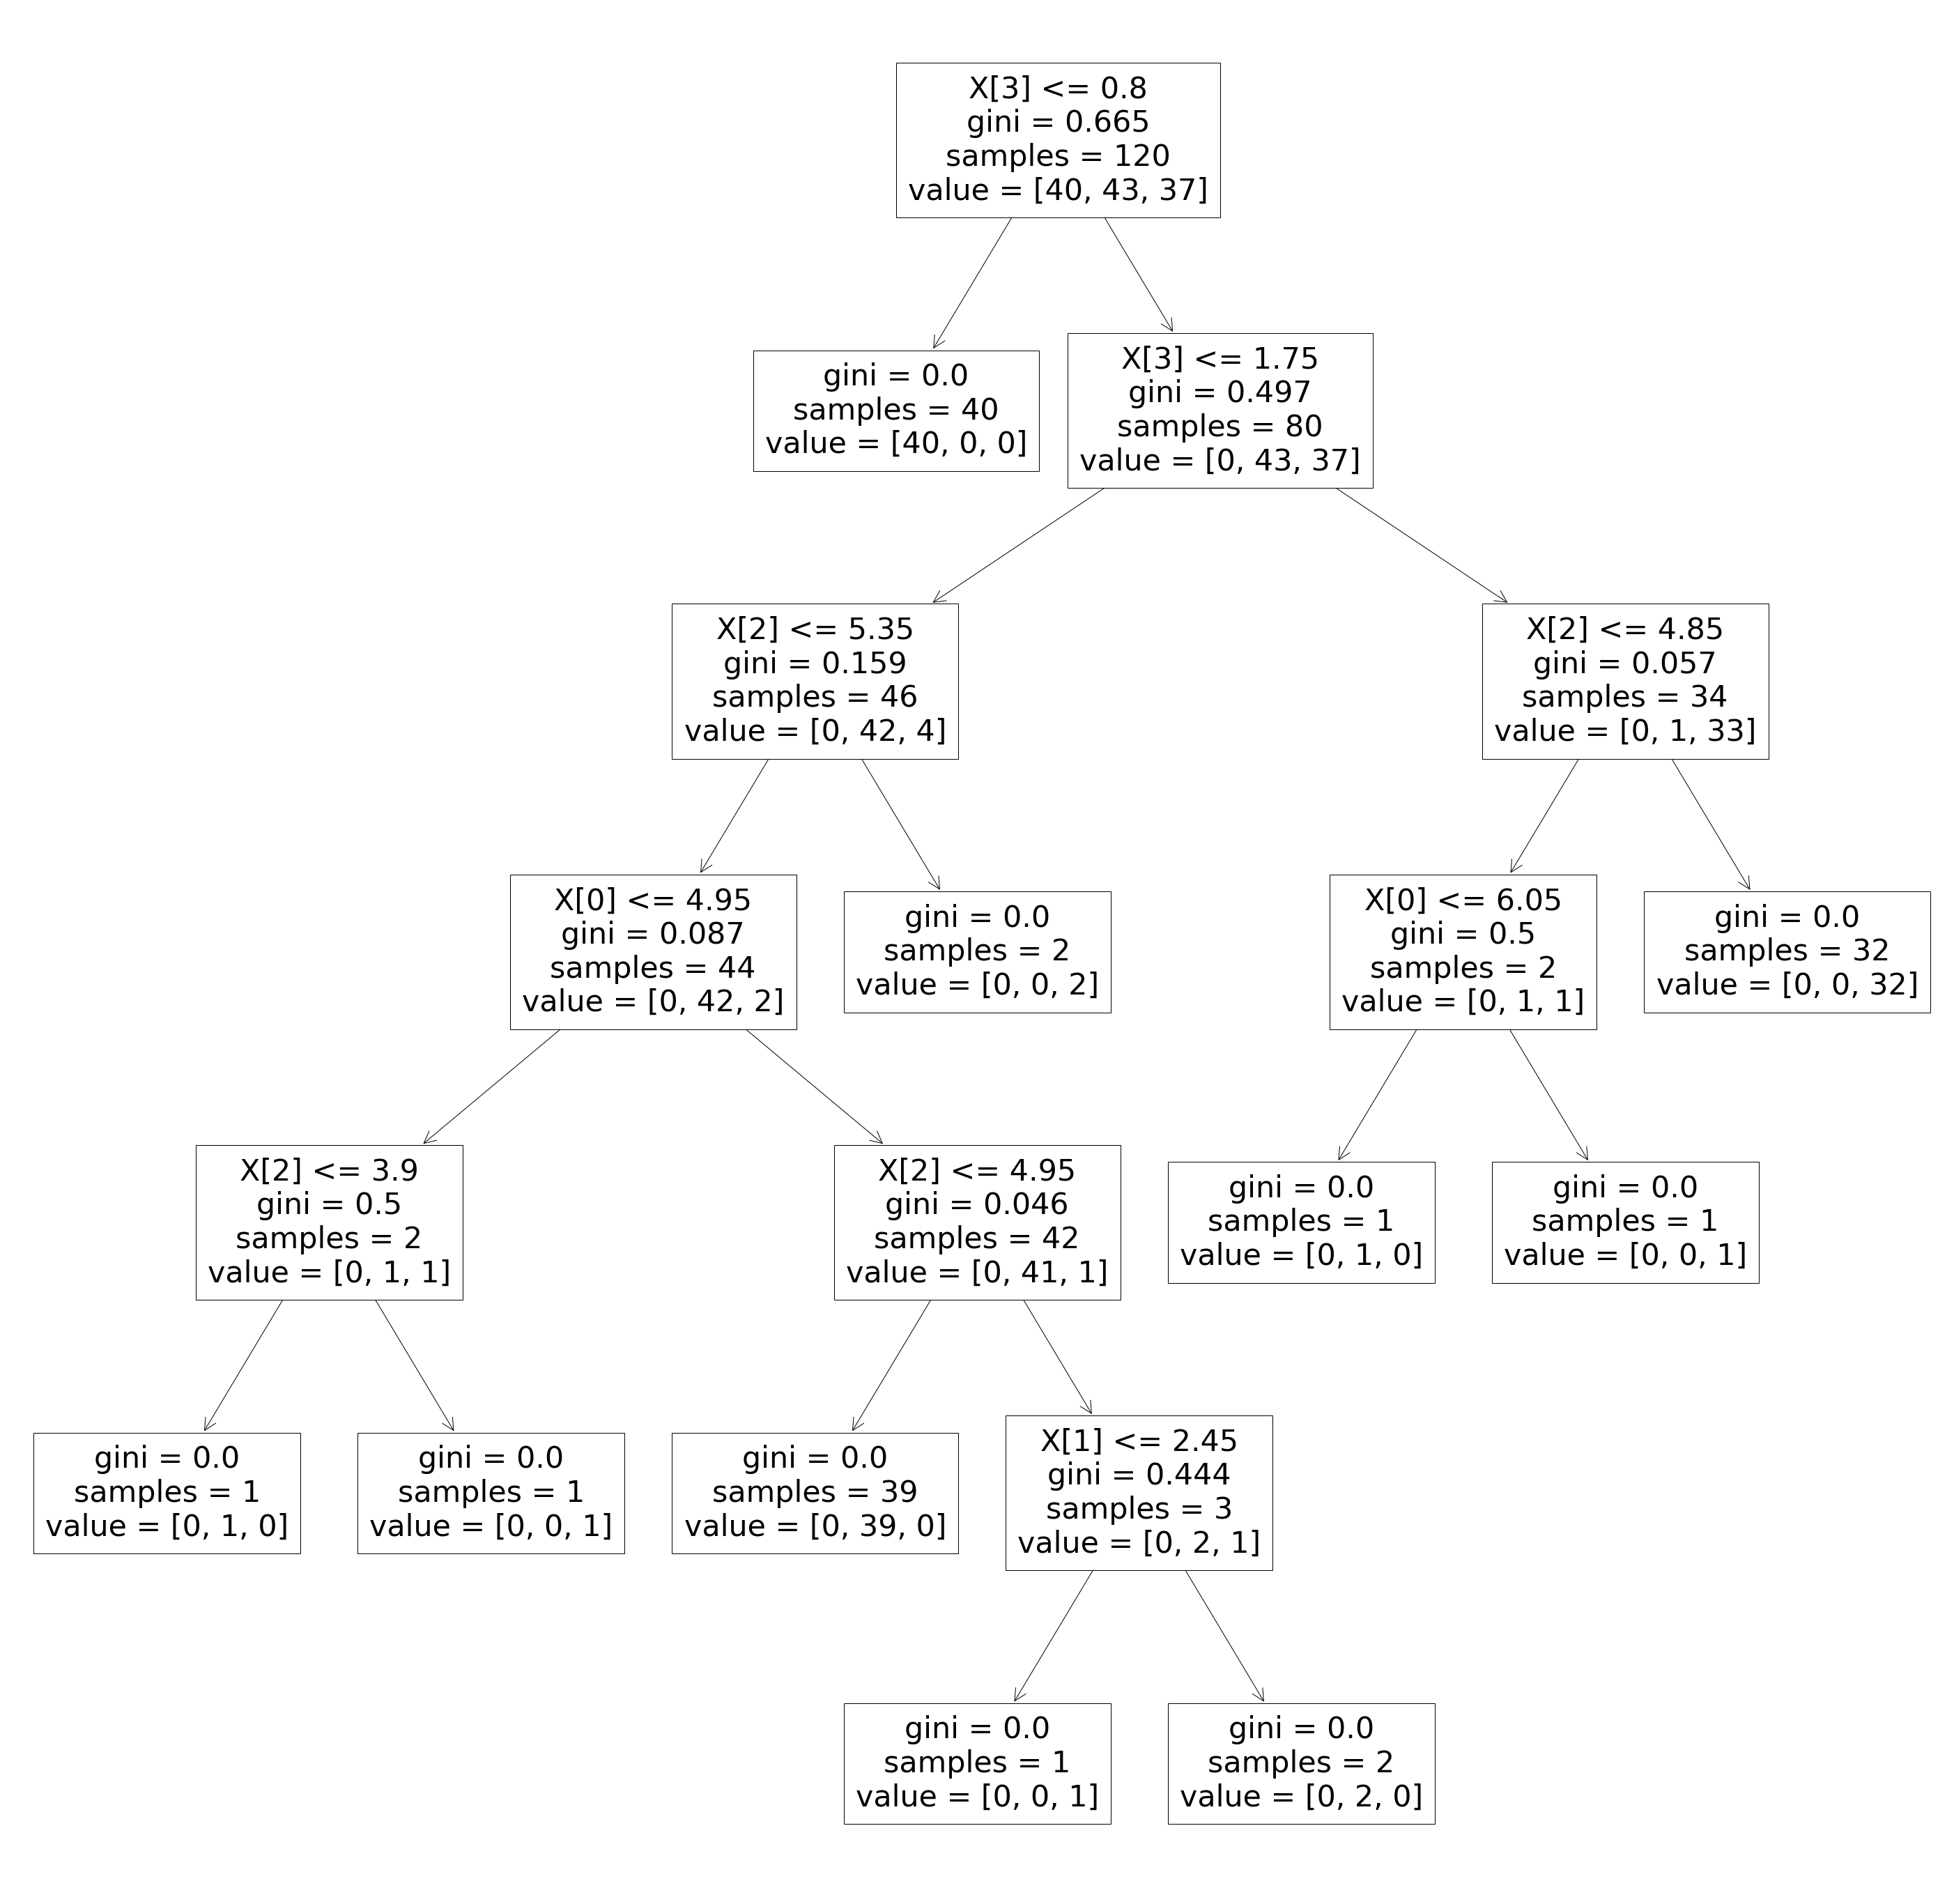 X[3] <= 0.8
gini = 0.665
samples = 120
value = [40, 43, 37]
gini = 0.0
samples = 40
value = [40, 0, 0]
X[3] <= 1.75
gini = 0.497
samples = 80
value = [0, 43, 37]
X[2] <= 5.35
gini = 0.159
samples = 46
value = [0, 42, 4]
X[2] <= 4.85
gini = 0.057
samples = 34
value = [0, 1, 33]
X[0] <= 4.95
gini = 0.087
samples = 44
value = [0, 42, 2]
gini = 0.0
samples = 2
value = [0, 0, 2]
X[0] <= 6.05
gini = 0.5
samples = 2
value = [0, 1, 1]
gini = 0.0
samples = 32
value = [0, 0, 32]
X[2] <= 3.9
gini = 0.5
samples = 2
value = [0, 1, 1]
X[2] <= 4.95
gini = 0.046
samples = 42
value = [0, 41, 1]
gini = 0.0
samples = 1
value = [0, 1, 0]
gini = 0.0
samples = 1
value = [0, 0, 1]
gini = 0.0
samples = 1
value = [0, 1, 0]
gini = 0.0
samples = 1
value = [0, 0, 1]
gini = 0.0
samples = 39
value = [0, 39, 0]
X[1] <= 2.45
gini = 0.444
samples = 3
value = [0, 2, 1]
gini = 0.0
samples = 1
value = [0, 0, 1]
gini = 0.0
samples = 2
value = [0, 2, 0]